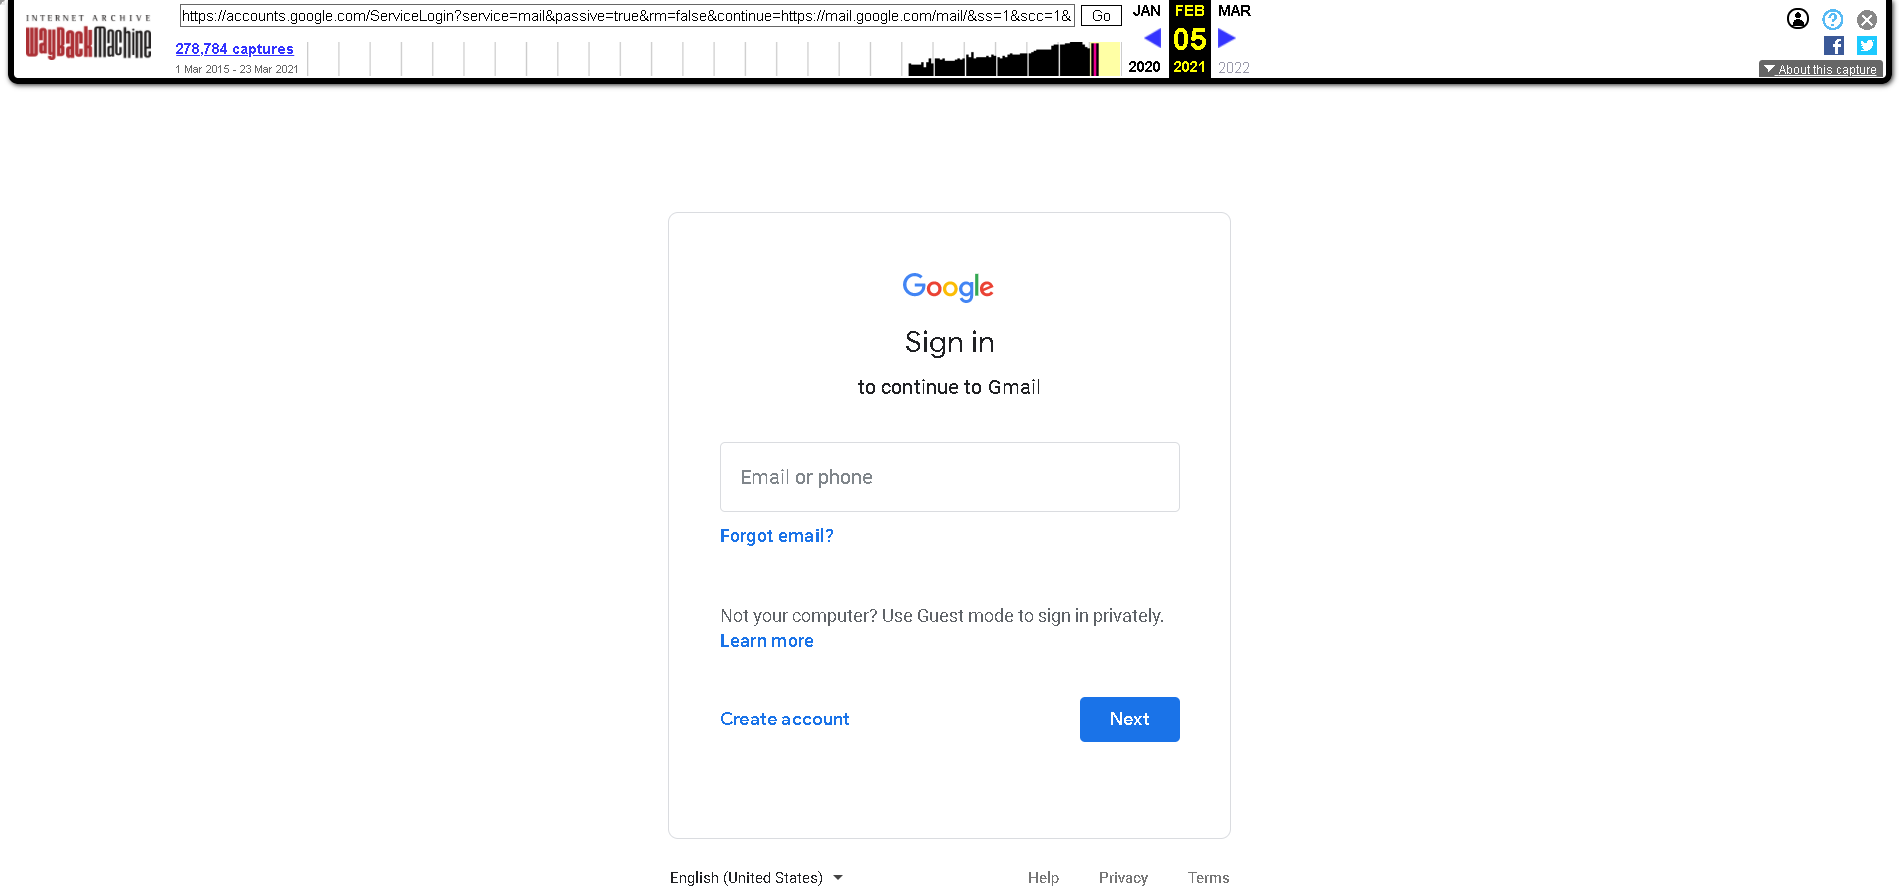 INTERNET ARCHIVE
WayBackMachine
https://accounts.google.com/ServiceLogin?service=mail&passive=true&rm=false&continue=https://mail.google.com/mail/&ss=1&scc=1&
Go
278,784 captures
1 Mar 2015 - 23 Mar 2021
JAN FEB MAR
05
2020 2021 2022
?
f
About this capture
Google
Sign in
to continue to Gmail
Email or phone
Forgot email?
Not your computer? Use Guest mode to sign in privately.
Learn more
Create account
Next
English (United States)
Help Privacy Terms